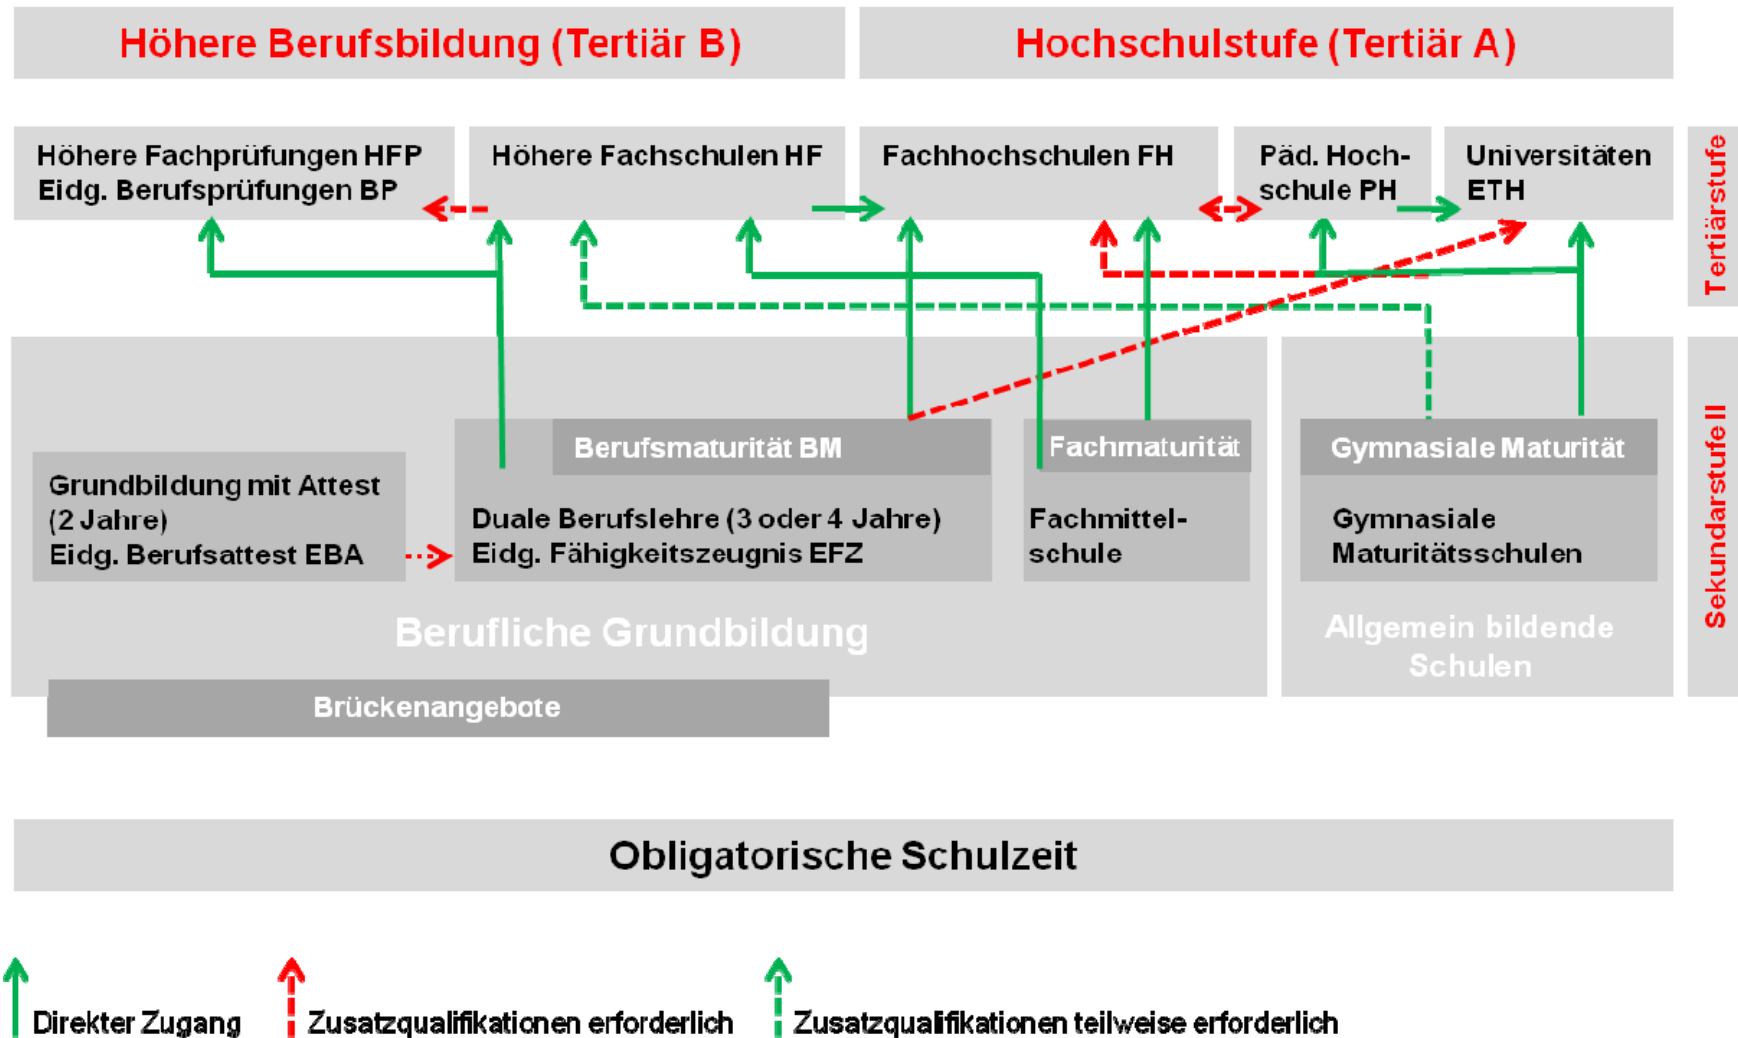 Höhere Berufsbildung (Tertiär B)
Hochschulstufe (Tertiär A)
Höhere Fachprüfungen HFP
Eidg. Berufsprüfungen BP
Höhere Fachschulen HF
Fachhochschulen FH
Päd. Hoch-
schule PH
Universitäten
ETH
Tertiärstufe
Berufsmaturität BM
Fachmaturität
Gymnasiale Maturität
Grundbildung mit Attest
(2 Jahre)
Eidg. Berufsattest EBA
Duale Berufslehre (3 oder 4 Jahre)
Eidg. Fähigkeitszeugnis EFZ
Fachmittel-
schule
Gymnasiale
Maturitätsschulen
Sekundarstufe II
Berufliche Grundbildung
Allgemein bildende
Schulen
Brückenangebote
Obligatorische Schulzeit
Direkter Zugang
Zusatzqualifikationen erforderlich
Zusatzqualifikationen teilweise erforderlich